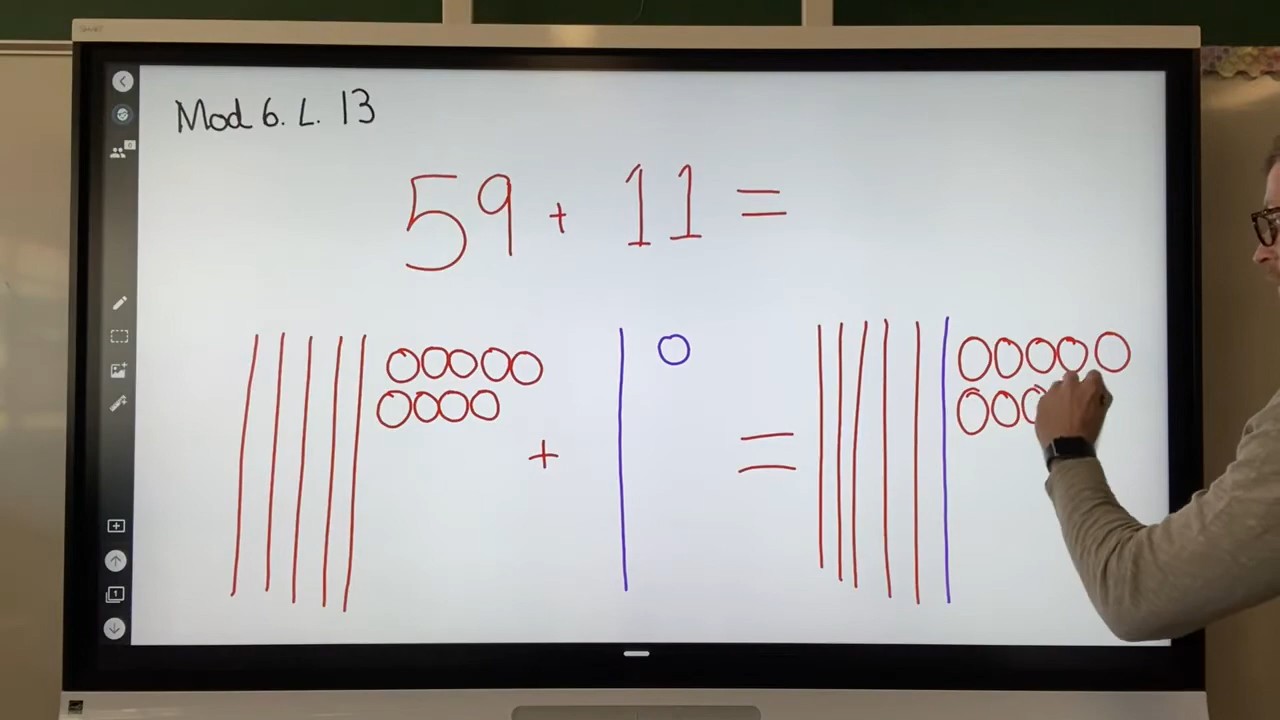 Mod 6. L. 13
59 + 11 =
+ =